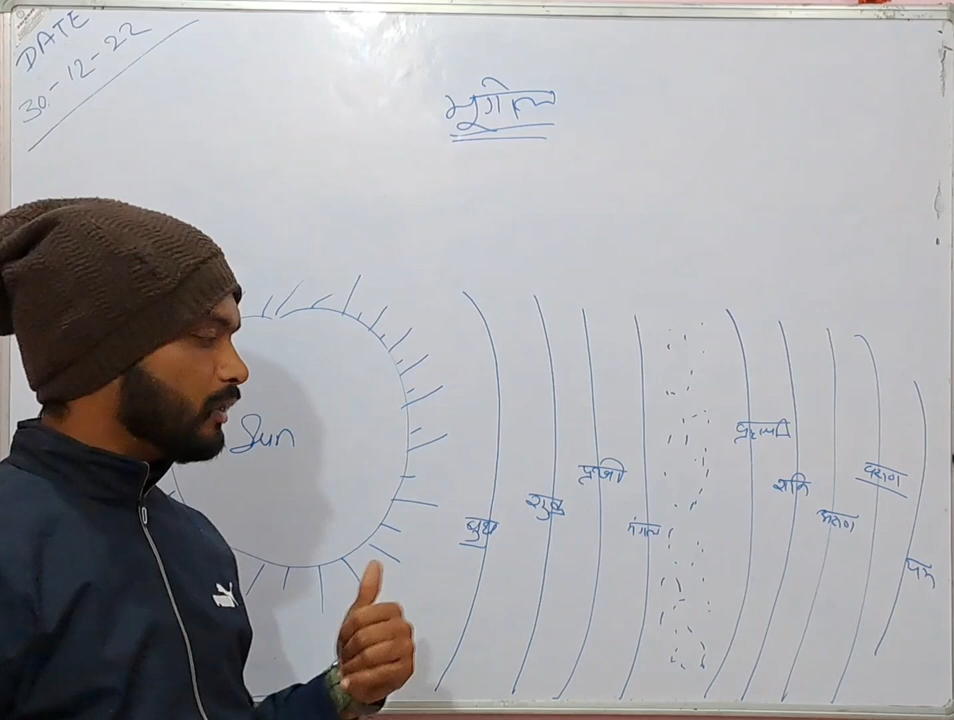 DATE
30-12-22
भूगोल
Sun
बुध
शुक्र
पृथ्वी
मंगल
बृहस्पति
शनि
अरुण
वरुण
यम